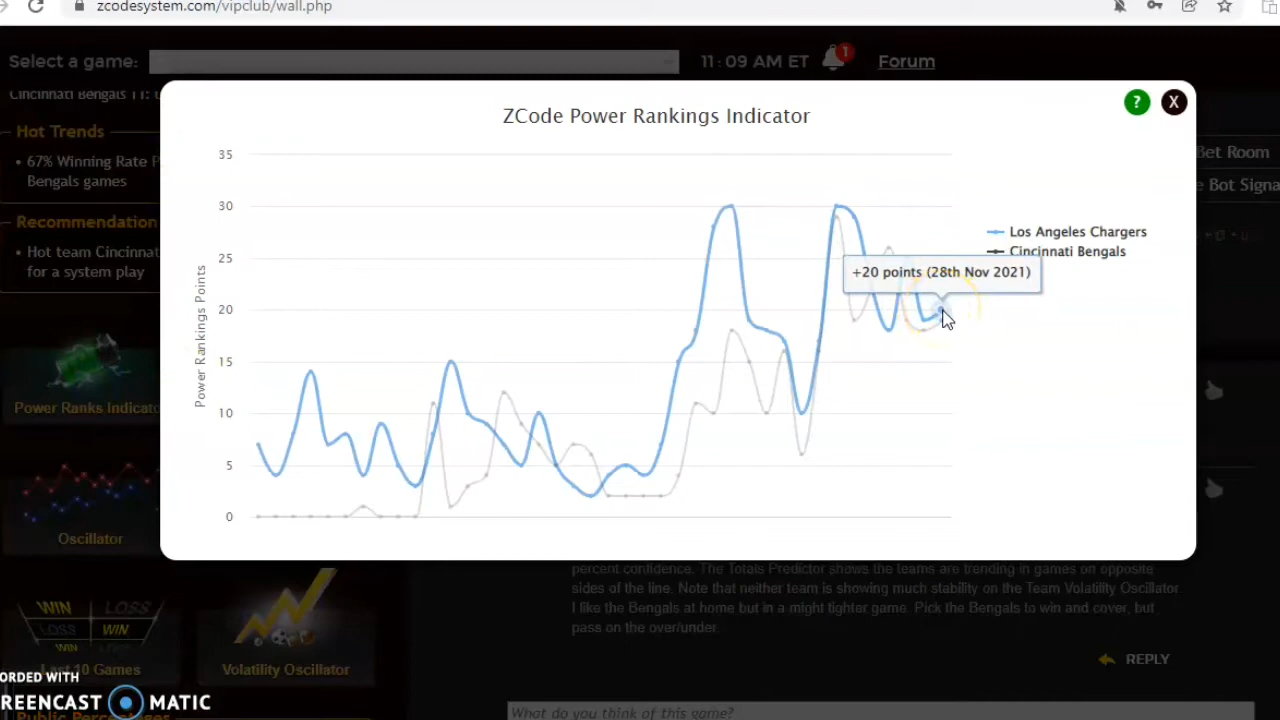 zcodesystem.com/vipclub/wall.php
Select a game:
11:09 AM ET
1
Forum
Cincinnati Bengals 11:
Hot Trends
67% Winning Rate P
Bengals games
Recommendation
Hot team Cincinnat
for a system play
Power Ranks Indicato
Oscillator
WIN LOSS
LOSS WIN
WIN
Last 10 Games
Volatility Oscillator
ORDED WITH
REENCAST MATIC
Public Percentages
ZCode Power Rankings Indicator
? X
Power Rankings Points
35
30
25
20
15
10
5
0
Los Angeles Chargers
Cincinnati Bengals
+20 points (28th Nov 2021)
Bet Room
e Bot Signa
percent confidence. The Totals Predictor shows the teams are trending in games on opposite
sides of the line. Note that neither team is showing much stability on the Team Volatility Oscillator
I like the Bengals at home but in a might tighter game. Pick the Bengals to win and cover, but
pass on the over/under.
REPLY
What do you think of this game?